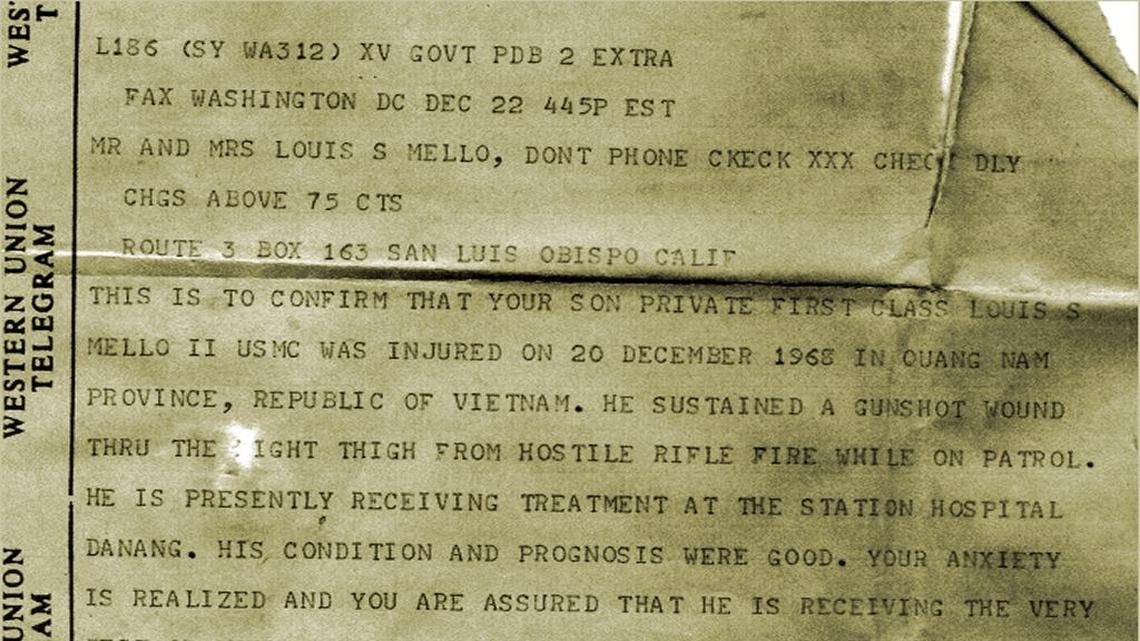 WESTERN UNION
TELEGRAM
L186 (SY WA312) XV GOVT PDB 2 EXTRA
FAX WASHINGTON DC DEC 22 445P EST
MR AND MRS LOUIS S MELLO, DONT PHONE CKECK XXX CHECK DLY
CHGS ABOVE 75 CTS
ROUTE 3 BOX 163 SAN LUIS OBISPO CALIF
THIS IS TO CONFIRM THAT YOUR SON PRIVATE FIRST CLASS LOUIS S
MELLO II USMC WAS INJURED ON 20 DECEMBER 1968 IN QUANG NAM
PROVINCE, REPUBLIC OF VIETNAM. HE SUSTAINED A GUNSHOT WOUND
THRU THE RIGHT THIGH FROM HOSTILE RIFLE FIRE WHILE ON PATROL.
HE IS PRESENTLY RECEIVING TREATMENT AT THE STATION HOSPITAL
DANANG. HIS CONDITION AND PROGNOSIS WERE GOOD. YOUR ANXIETY
IS REALIZED AND YOU ARE ASSURED THAT HE IS RECEIVING THE VERY